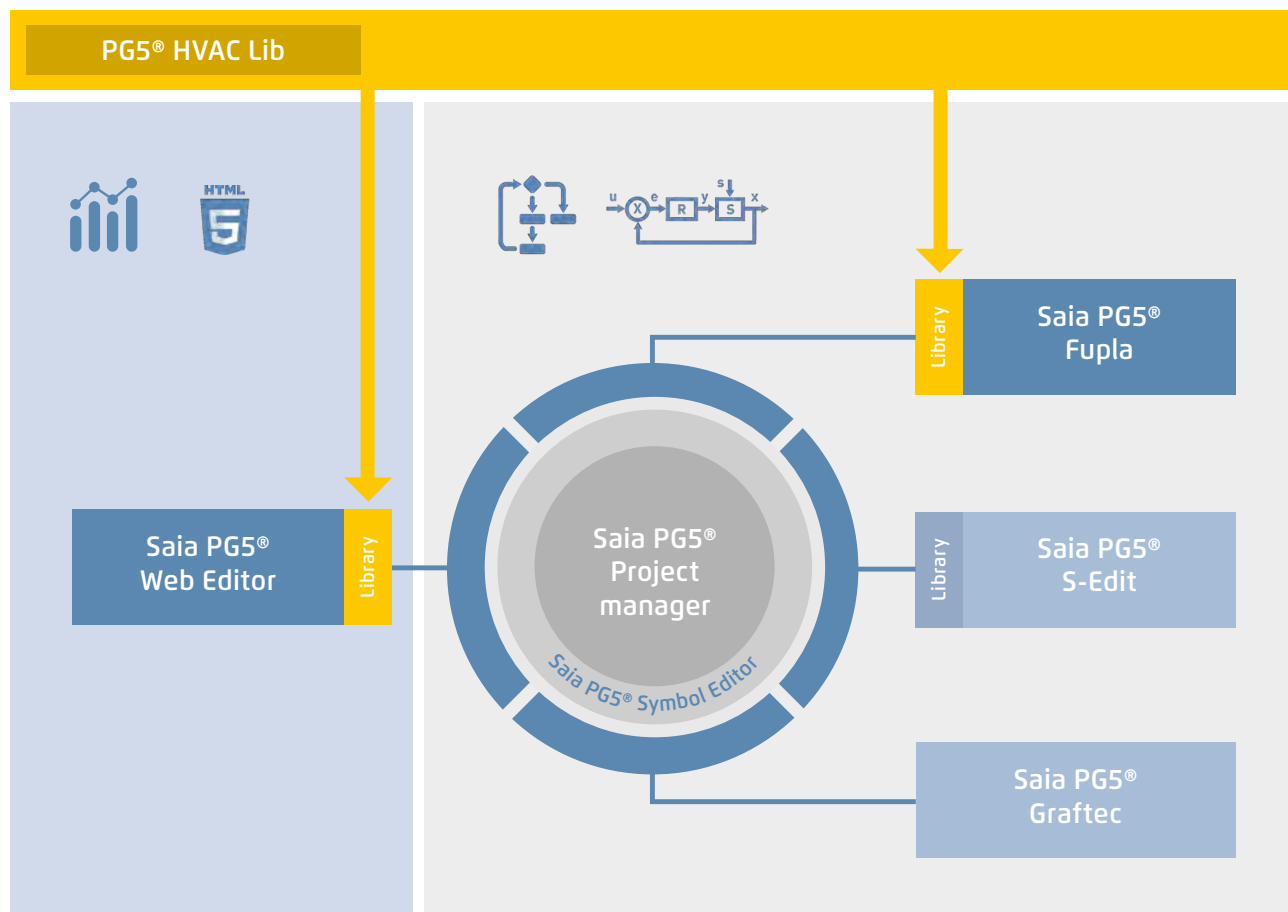 PG5® HVAC Lib
HTML
5
u
e
y
s
x
X
R
S
Library
Saia PG5®
Fupla
Saia PG5®
Web Editor
Library
Saia PG5®
Project
manager
Saia PG5® Symbol Editor
Library
Saia PG5®
S-Edit
Saia PG5®
Graftec